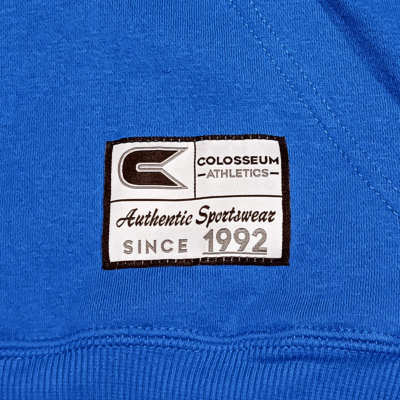 COLOSSEUM
ATHLETICS
Authentic Sportswear
SINCE 1992